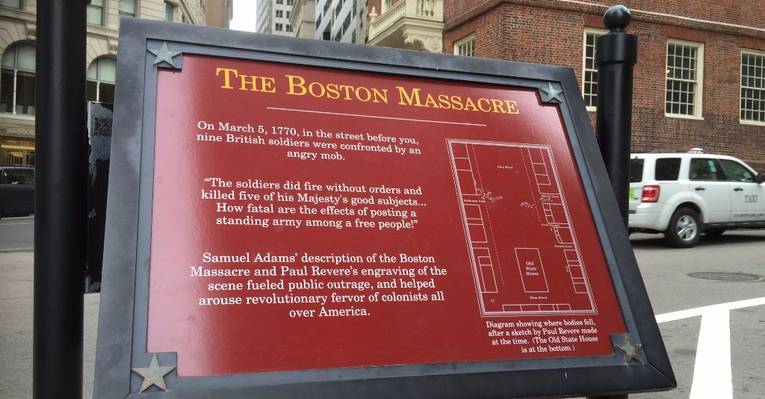 THE BOSTON MASSACRE
On March 5, 1770, in the street before you,
nine British soldiers were confronted by an
angry mob.
"The soldiers did fire without orders and
killed five of his Majesty's good subjects...
How fatal are the effects of posting a
standing army among a free people!"
Samuel Adams' description of the Boston
Massacre and Paul Revere's engraving of the
scene fueled public outrage, and helped
arouse revolutionary fervor of colonists all
over America.
Old
State
House
Diagram showing where bodies fell,
after a sketch by Paul Revere made
at the time. (The Old State House
is at the bottom.)
TAXI